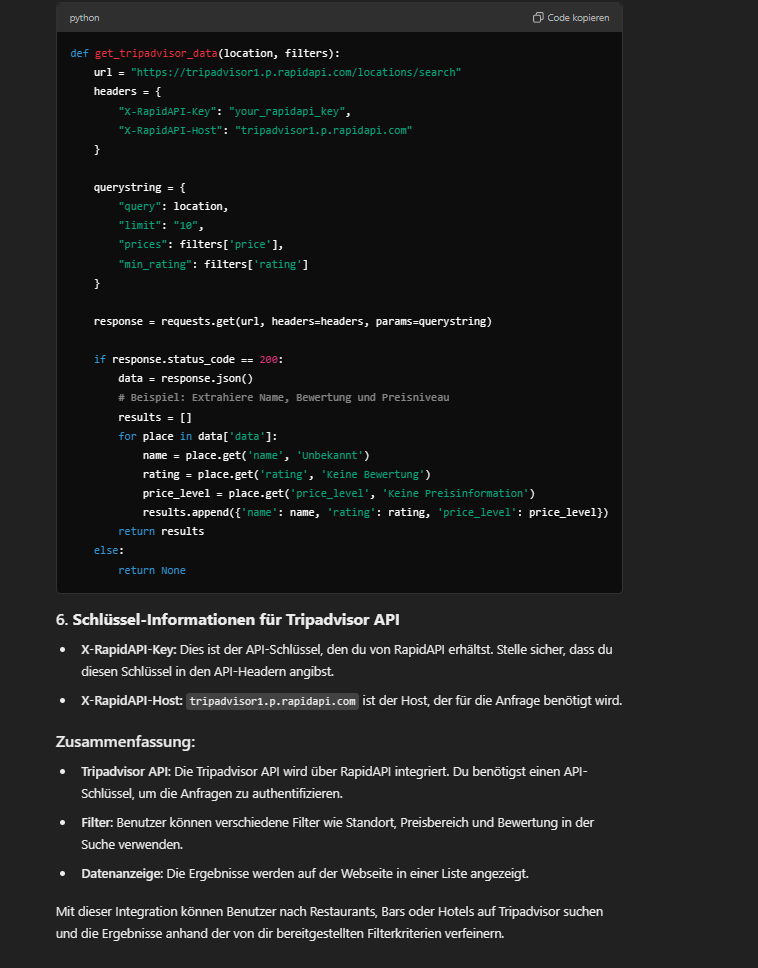 python
Code kopieren
def get_tripadvisor_data(location, filters):
    url = "https://tripadvisor1.p.rapidapi.com/locations/search"
    headers = {
        "X-RapidAPI-Key": "your_rapidapi_key",
        "X-RapidAPI-Host": "tripadvisor1.p.rapidapi.com"
    }
    querystring = {
        "query": location,
        "limit": "10",
        "prices": filters['price'],
        "min_rating": filters['rating']
    }
    response = requests.get(url, headers=headers, params=querystring)
    if response.status_code == 200:
        data = response.json()
        # Beispiel: Extrahiere Name, Bewertung und Preisniveau
        results = []
        for place in data['data']:
            name = place.get('name', 'Unbekannt')
            rating = place.get('rating', 'Keine Bewertung')
            price_level = place.get('price_level', 'Keine Preisinformation')
            results.append({'name': name, 'rating': rating, 'price_level': price_level})
        return results
    else:
        return None
6. Schlüssel-Informationen für Tripadvisor API
• X-RapidAPI-Key: Dies ist der API-Schlüssel, den du von RapidAPI erhältst. Stelle sicher, dass du
diesen Schlüssel in den API-Headern angibst.
• X-RapidAPI-Host: tripadvisor1.p.rapidapi.com ist der Host, der für die Anfrage benötigt wird.
Zusammenfassung:
• Tripadvisor API: Die Tripadvisor API wird über RapidAPI integriert. Du benötigst einen API-
Schlüssel, um die Anfragen zu authentifizieren.
• Filter: Benutzer können verschiedene Filter wie Standort, Preisbereich und Bewertung in der
Suche verwenden.
• Datenanzeige: Die Ergebnisse werden auf der Webseite in einer Liste angezeigt.
Mit dieser Integration können Benutzer nach Restaurants, Bars oder Hotels auf Tripadvisor suchen
und die Ergebnisse anhand der von dir bereitgestellten Filterkriterien verfeinern.